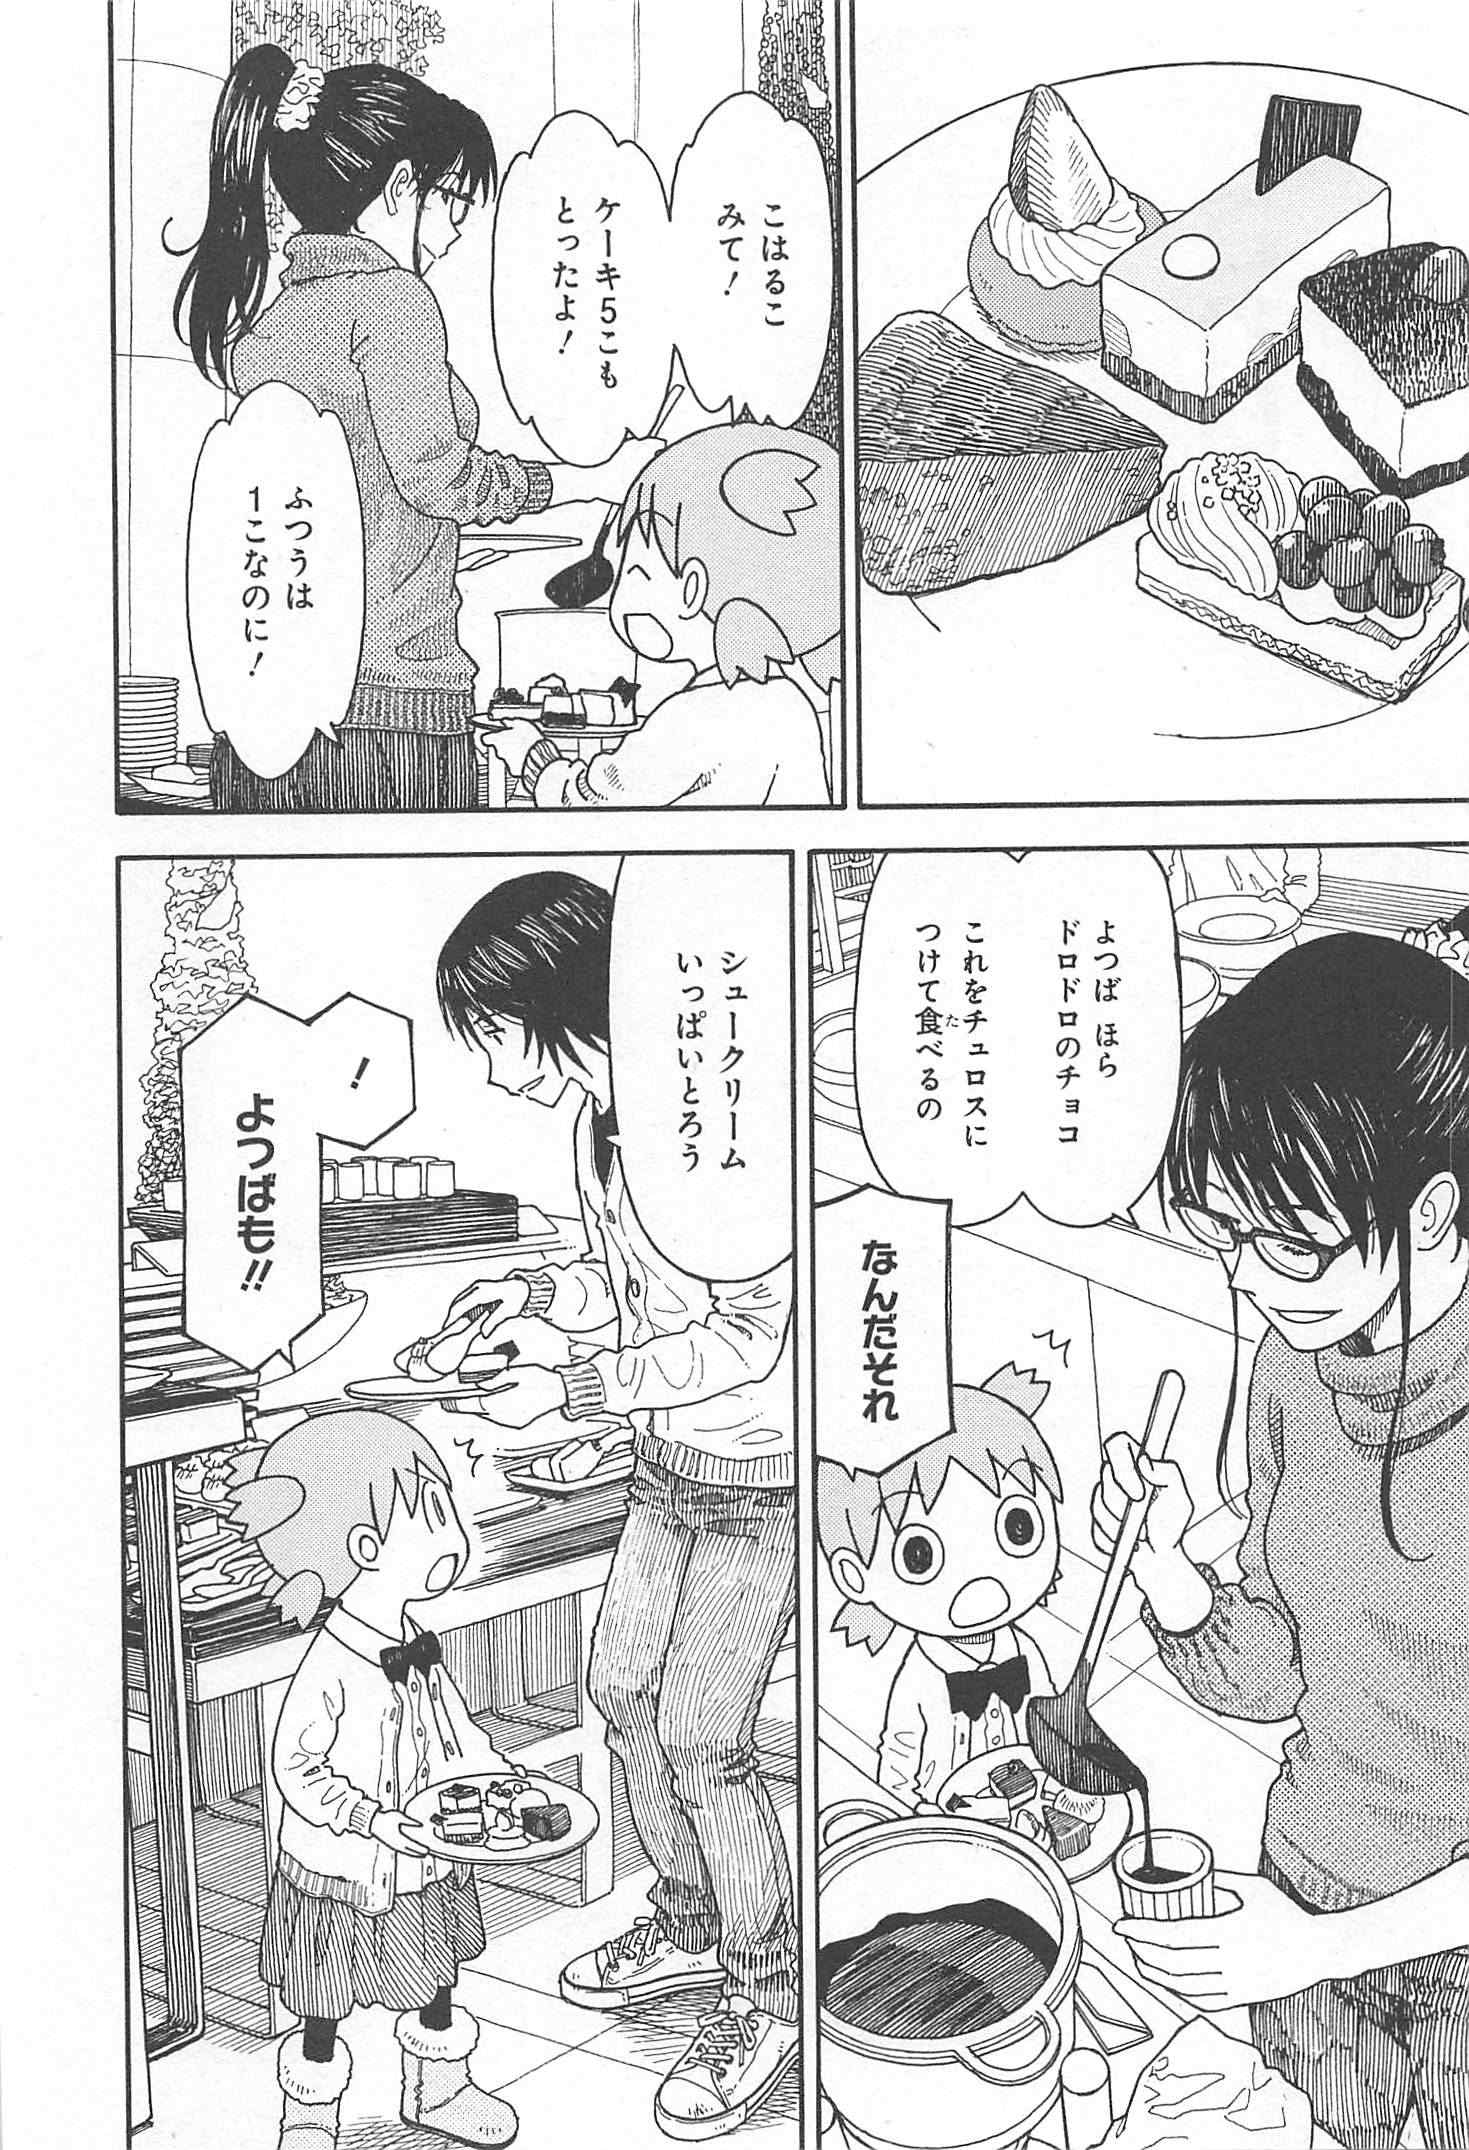 こはるこ
みて！
ケーキ5こも
とったよ！
ふつうは
1こなのに！
よつば ほら
ドロドロのチョコ
これをチュロスに
つけて食べるの
た
なんだそれ
シュークリーム
いっぱいとろう
！
よつばも!!